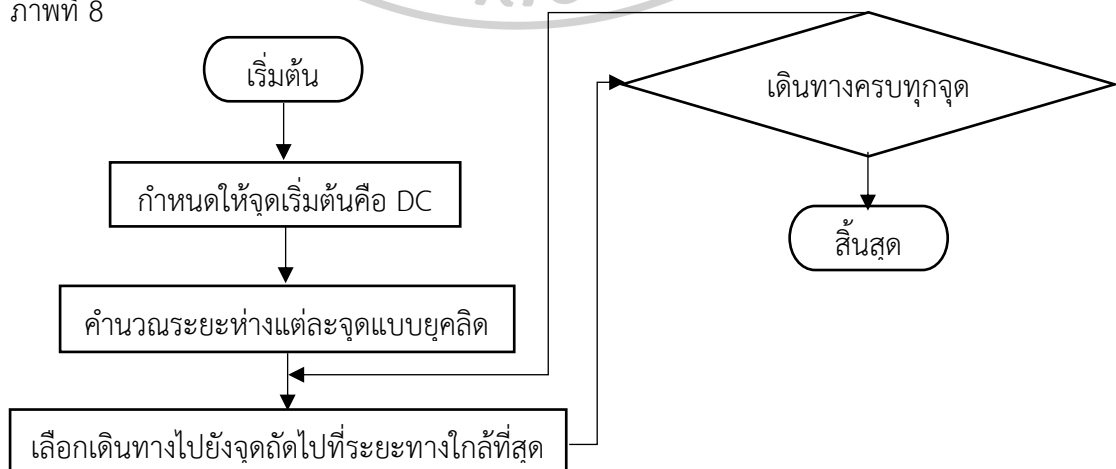 ภาพที่ 8
เริ่มต้น
กำหนดให้จุดเริ่มต้นคือ DC
คำนวณระยะห่างแต่ละจุดแบบยุคลิด
เลือกเดินทางไปยังจุดถัดไปที่ระยะทางใกล้ที่สุด
เดินทางครบทุกจุด
สิ้นสุด